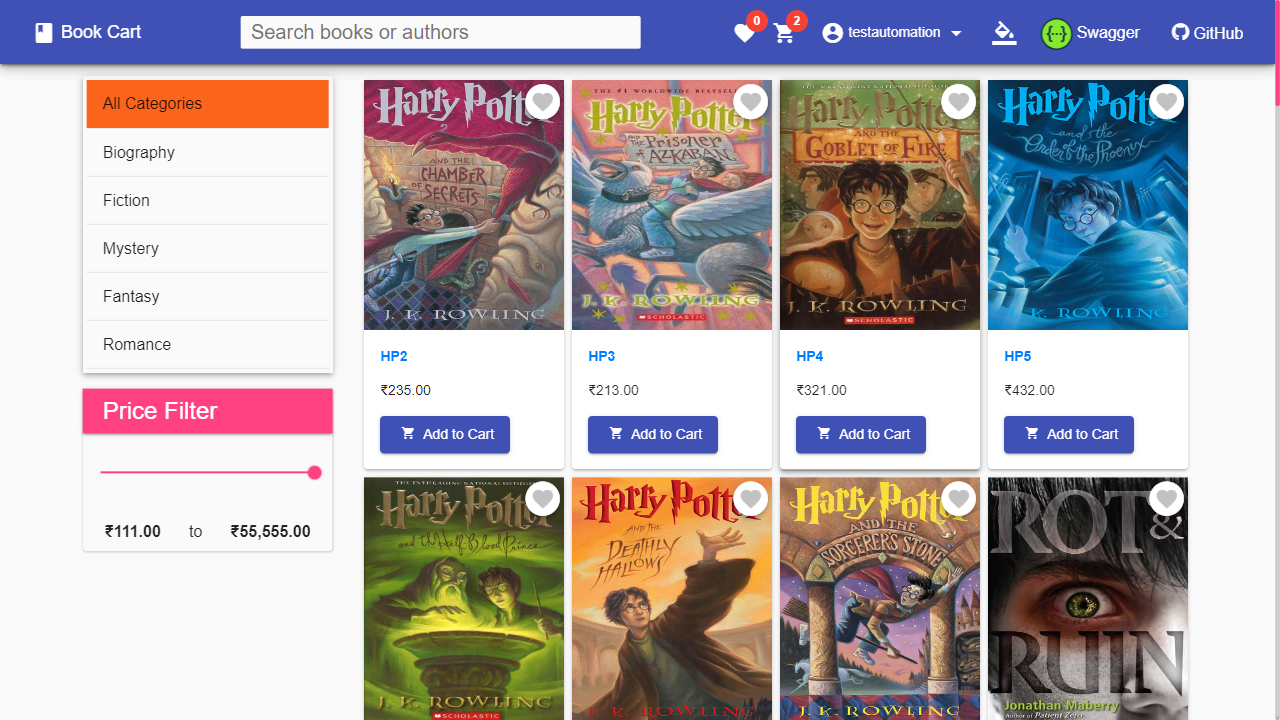 Book Cart
Search books or authors
0
2
testautomation
{···}
Swagger
GitHub
All Categories
Biography
Fiction
Mystery
Fantasy
Romance
Price Filter
₹111.00 to ₹55,555.00
Harry Potter
AND THE
CHAMBER
OF SECRETS
J. K. ROWLING
HP2
₹235.00
Add to Cart
THE #1 WORLDWIDE BESTSELLER
Harry Potter
AND THE
Prisoner
of AZKABAN
J. K. ROWLING
SCHOLASTIC
HP3
₹213.00
Add to Cart
Harry Potter
AND THE
GOBLET OF FIRE
J. K. ROWLING
SCHOLASTIC
HP4
₹321.00
Add to Cart
Harry Potter
and the
Order of the Phoenix
J. K. ROWLING
HP5
₹432.00
Add to Cart
Harry Potter
and the Half-Blood Prince
J. K. ROWLING
SCHOLASTIC
Harry Potter
AND THE
DEATHLY
HALLOWS
J. K. ROWLING
Harry Potter
AND THE
SORCERER'S STONE
J. K. ROWLING
ROT &
RUIN
Jonathan Maberry
Author of Patient Zero